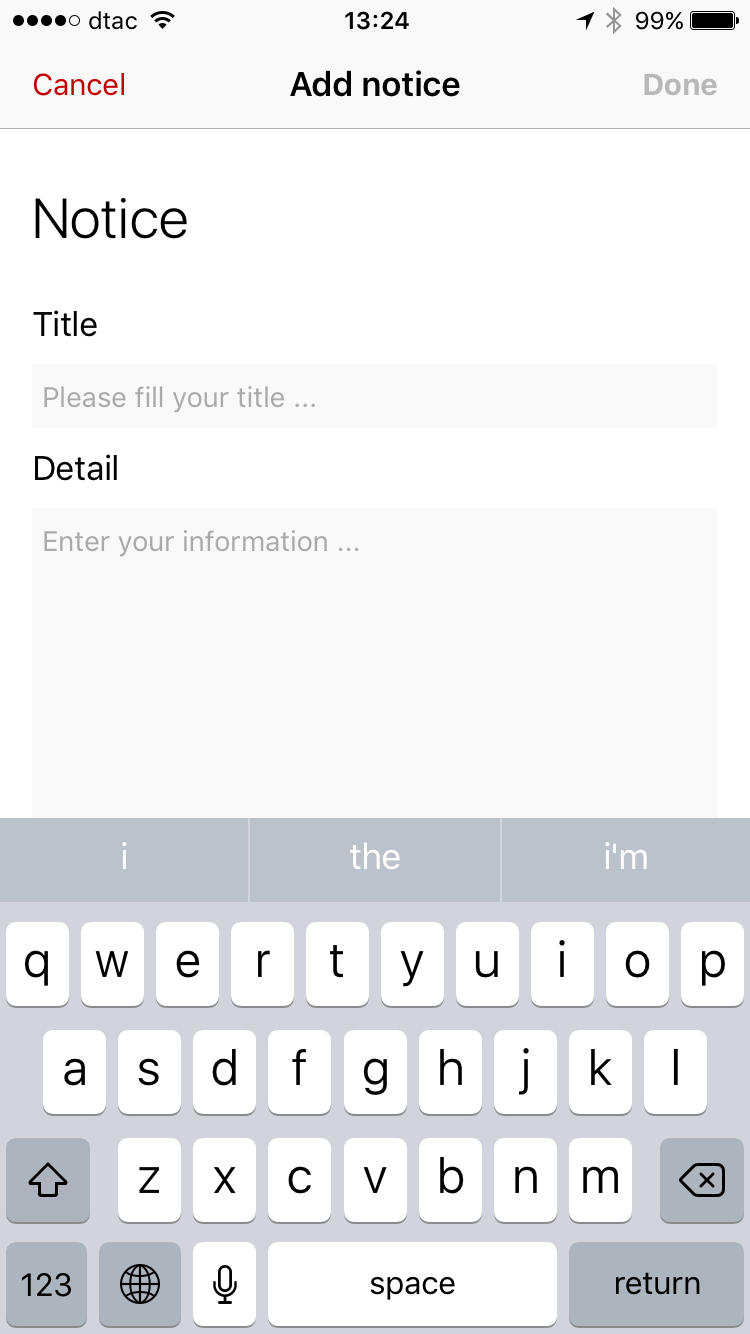 dtac 13:24 99%
Cancel Add notice Done
Notice
Title
Please fill your title ...
Detail
Enter your information ...
i the i'm
q w e r t y u i o p
a s d f g h j k l
z x c v b n m
123 space return